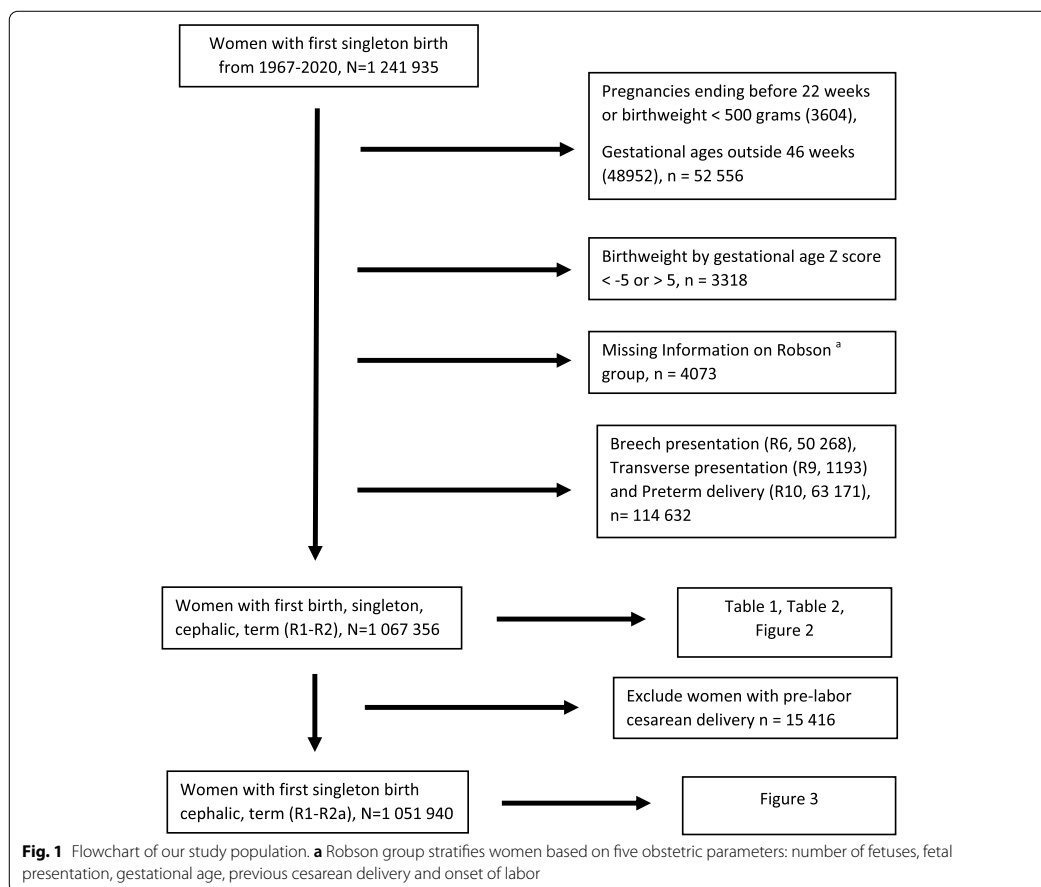 Women with first singleton birth
from 1967-2020, N=1 241 935
Pregnancies ending before 22 weeks
or birthweight < 500 grams (3604),
Gestational ages outside 46 weeks
(48952), n = 52 556
Birthweight by gestational age Z score
< -5 or > 5, n = 3318
Missing Information on Robson a
group, n = 4073
Breech presentation (R6, 50 268),
Transverse presentation (R9, 1193)
and Preterm delivery (R10, 63 171),
n= 114 632
Women with first birth, singleton,
cephalic, term (R1-R2), N=1 067 356
Table 1, Table 2,
Figure 2
Exclude women with pre-labor
cesarean delivery n = 15 416
Women with first singleton birth
cephalic, term (R1-R2a), N=1 051 940
Figure 3
Fig. 1 Flowchart of our study population. a Robson group stratifies women based on five obstetric parameters: number of fetuses, fetal
presentation, gestational age, previous cesarean delivery and onset of labor